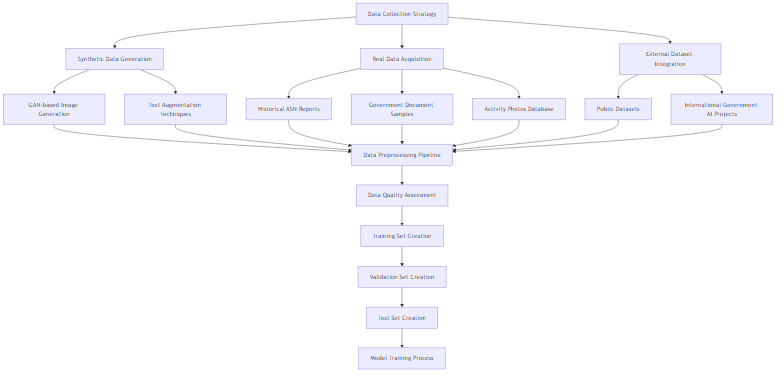 Data Collection Strategy
Synthetic Data Generation
Real Data Acquisition
External Dataset
Integration
GAN-based Image
Generation
Text Augmentation
Techniques
Historical ASN Reports
Government Document
Samples
Activity Photos Database
Public Datasets
International Government
AI Projects
Data Preprocessing Pipeline
Data Quality Assessment
Training Set Creation
Validation Set Creation
Test Set Creation
Model Training Process